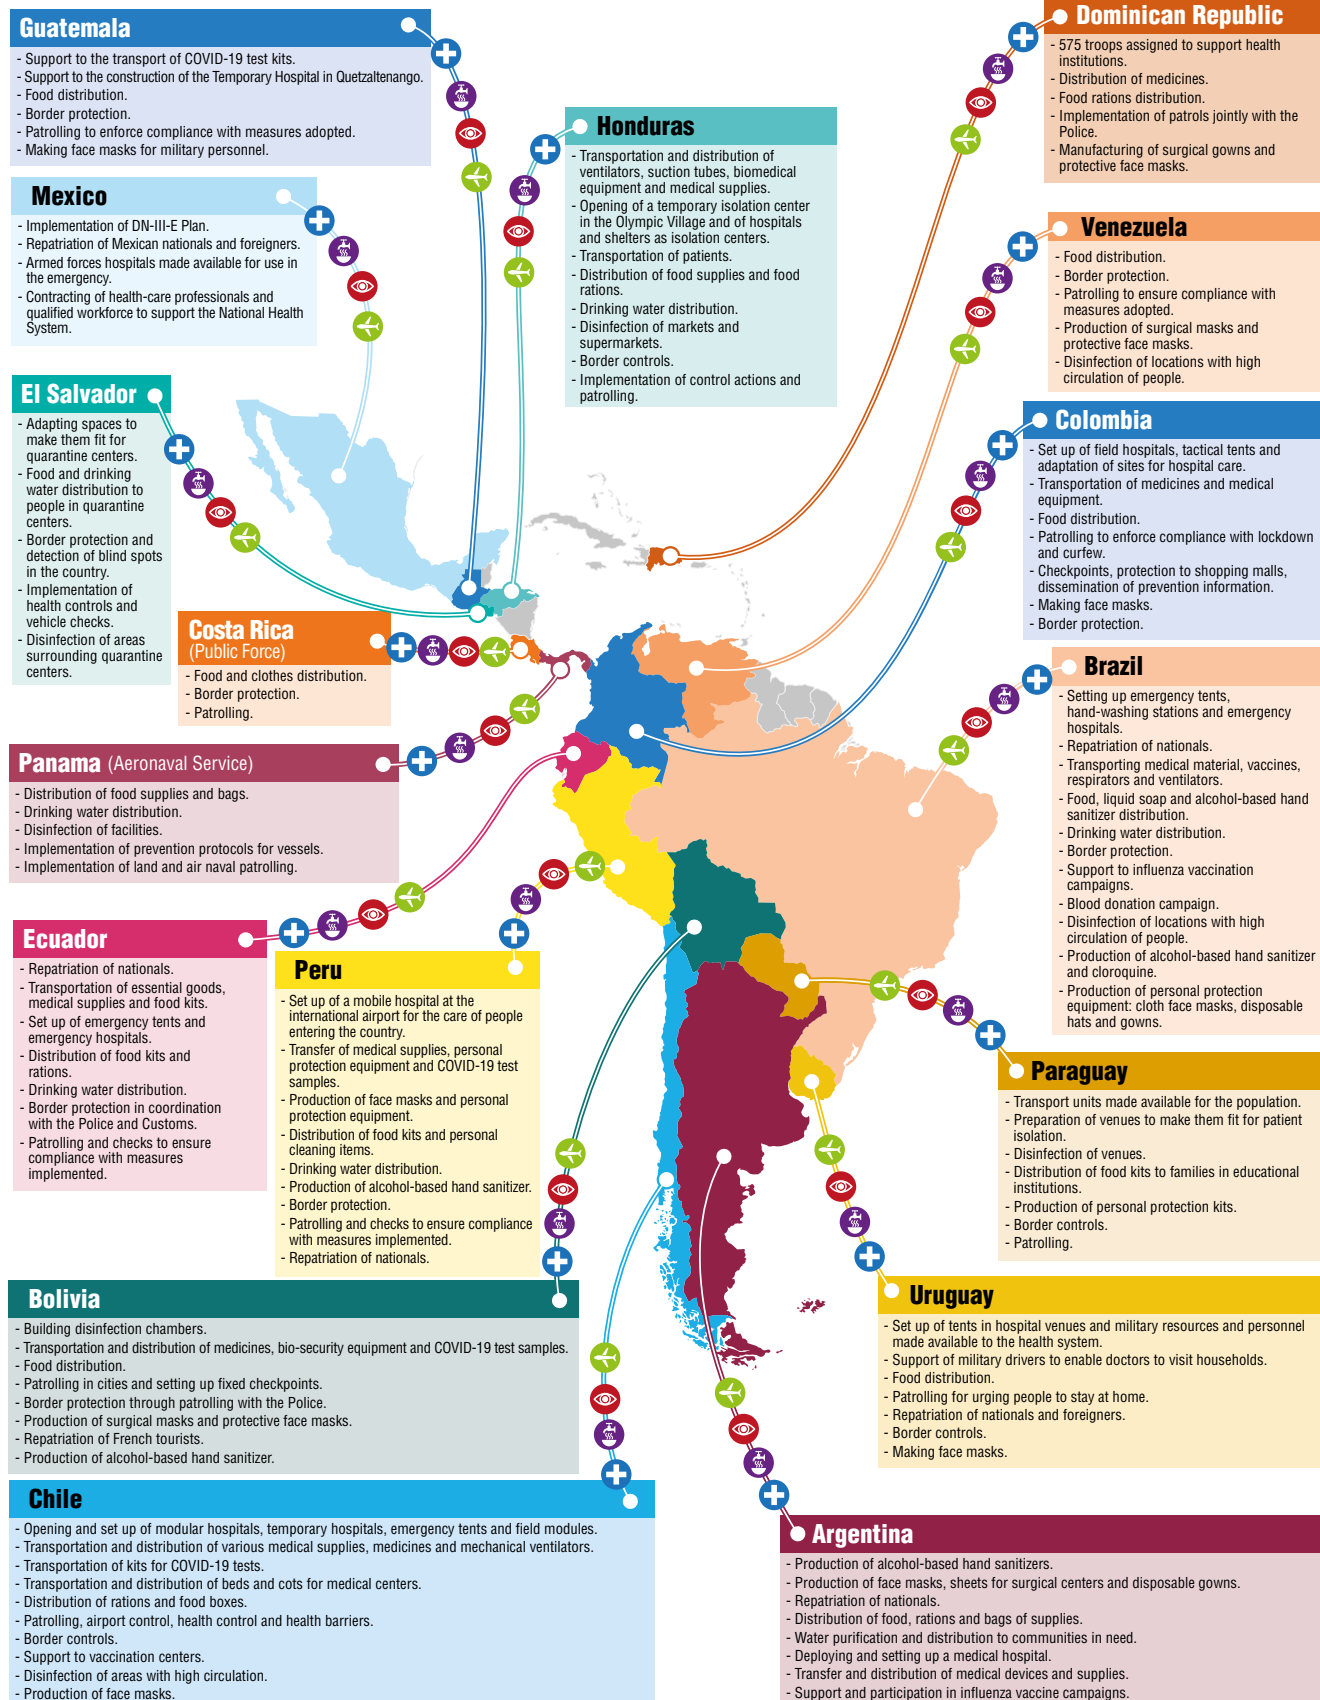 Guatemala
- Support to the transport of COVID-19 test kits.
- Support to the construction of the Temporary Hospital in Quetzaltenango.
- Food distribution.
- Border protection.
- Patrolling to enforce compliance with measures adopted.
- Making face masks for military personnel.
Mexico
- Implementation of DN-III-E Plan.
- Repatriation of Mexican nationals and foreigners.
- Armed forces hospitals made available for use in
the emergency.
- Contracting of health-care professionals and
qualified workforce to support the National Health
System.
El Salvador
- Adapting spaces to
make them fit for
quarantine centers.
- Food and drinking
water distribution to
people in quarantine
centers.
- Border protection and
detection of blind spots
in the country.
- Implementation of
health controls and
vehicle checks.
- Disinfection of areas
surrounding quarantine
centers.
Costa Rica
(Public Force)
- Food and clothes distribution.
- Border protection.
- Patrolling.
Panama (Aeronaval Service)
- Distribution of food supplies and bags.
- Drinking water distribution.
- Disinfection of facilities.
- Implementation of prevention protocols for vessels.
- Implementation of land and air naval patrolling.
Ecuador
- Repatriation of nationals.
- Transportation of essential goods,
medical supplies and food kits.
- Set up of emergency tents and
emergency hospitals.
- Distribution of food kits and
rations.
- Drinking water distribution.
- Border protection in coordination
with the Police and Customs.
- Patrolling and checks to ensure
compliance with measures
implemented.
Peru
- Set up of a mobile hospital at the
international airport for the care of people
entering the country.
- Transfer of medical supplies, personal
protection equipment and COVID-19 test
samples.
- Production of face masks and personal
protection equipment.
- Distribution of food kits and personal
cleaning items.
- Drinking water distribution.
- Production of alcohol-based hand sanitizer.
- Border protection.
- Patrolling and checks to ensure compliance
with measures implemented.
- Repatriation of nationals.
Bolivia
- Building disinfection chambers.
- Transportation and distribution of medicines, bio-security equipment and COVID-19 test samples.
- Food distribution.
- Patrolling in cities and setting up fixed checkpoints.
- Border protection through patrolling with the Police.
- Production of surgical masks and protective face masks.
- Repatriation of French tourists.
- Production of alcohol-based hand sanitizer.
Chile
- Opening and set up of modular hospitals, temporary hospitals, emergency tents and field modules.
- Transportation and distribution of various medical supplies, medicines and mechanical ventilators.
- Transportation of kits for COVID-19 tests.
- Transportation and distribution of beds and cots for medical centers.
- Distribution of rations and food boxes.
- Patrolling, airport control, health control and health barriers.
- Border controls.
- Support to vaccination centers.
- Disinfection of areas with high circulation.
- Production of face masks.
Honduras
- Transportation and distribution of
ventilators, suction tubes, biomedical
equipment and medical supplies.
- Opening of a temporary isolation center
in the Olympic Village and of hospitals
and shelters as isolation centers.
- Transportation of patients.
- Distribution of food supplies and food
rations.
- Drinking water distribution.
- Disinfection of markets and
supermarkets.
- Border controls.
- Implementation of control actions and
patrolling.
Dominican Republic
- 575 troops assigned to support health
institutions.
- Distribution of medicines.
- Food rations distribution.
- Implementation of patrols jointly with the
Police.
- Manufacturing of surgical gowns and
protective face masks.
Venezuela
- Food distribution.
- Border protection.
- Patrolling to ensure compliance with
measures adopted.
- Production of surgical masks and
protective face masks.
- Disinfection of locations with high
circulation of people.
Colombia
- Set up of field hospitals, tactical tents and
adaptation of sites for hospital care.
- Transportation of medicines and medical
equipment.
- Food distribution.
- Patrolling to enforce compliance with lockdown
and curfew.
- Checkpoints, protection to shopping malls,
dissemination of prevention information.
- Making face masks.
- Border protection.
Brazil
- Setting up emergency tents,
hand-washing stations and emergency
hospitals.
- Repatriation of nationals.
- Transporting medical material, vaccines,
respirators and ventilators.
- Food, liquid soap and alcohol-based hand
sanitizer distribution.
- Drinking water distribution.
- Border protection.
- Support to influenza vaccination
campaigns.
- Blood donation campaign.
- Disinfection of locations with high
circulation of people.
- Production of alcohol-based hand sanitizer
and cloroquine.
- Production of personal protection
equipment: cloth face masks, disposable
hats and gowns.
Paraguay
- Transport units made available for the population.
- Preparation of venues to make them fit for patient
isolation.
- Disinfection of venues.
- Distribution of food kits to families in educational
institutions.
- Production of personal protection kits.
- Border controls.
- Patrolling.
Uruguay
- Set up of tents in hospital venues and military resources and personnel
made available to the health system.
- Support of military drivers to enable doctors to visit households.
- Food distribution.
- Patrolling for urging people to stay at home.
- Repatriation of nationals and foreigners.
- Border controls.
- Making face masks.
Argentina
- Production of alcohol-based hand sanitizers.
- Production of face masks, sheets for surgical centers and disposable gowns.
- Repatriation of nationals.
- Distribution of food, rations and bags of supplies.
- Water purification and distribution to communities in need.
- Deploying and setting up a medical hospital.
- Transfer and distribution of medical devices and supplies.
- Support and participation in influenza vaccine campaigns.